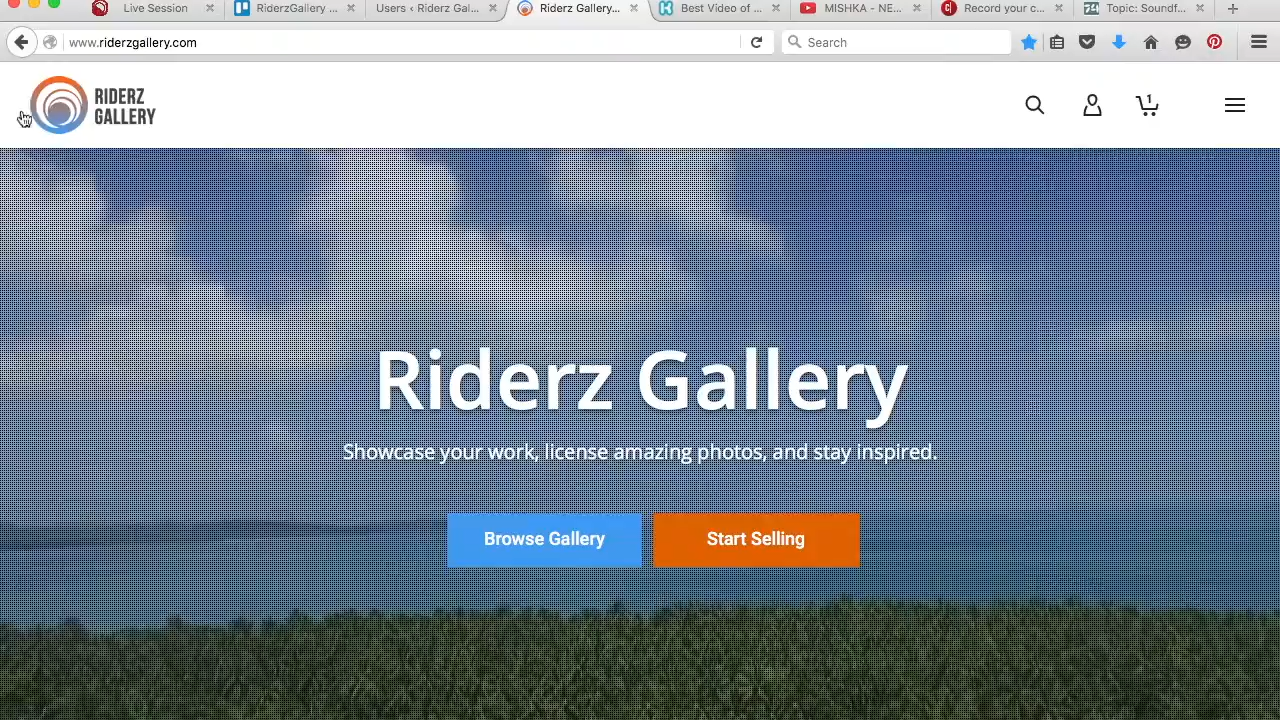 Live Session
RiderzGallery ...
Users ‹ Riderz Gal...
Riderz Gallery...
Best Video of ...
MISHKA - NE...
Record your c...
Topic: Soundf...
www.riderzgallery.com
Search
RIDERZ
GALLERY
1
Riderz Gallery
Showcase your work, license amazing photos, and stay inspired.
Browse Gallery
Start Selling